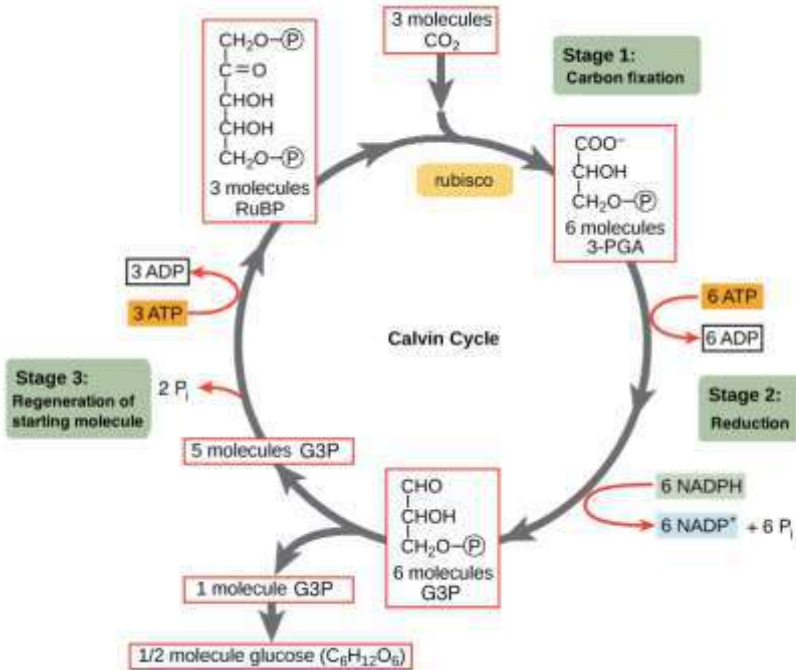 3 molecules
CO₂
Stage 1:
Carbon fixation
CH₂O–Ⓟ
C=O
CHOH
CHOH
CH₂O–Ⓟ
3 molecules
RuBP
rubisco
COO⁻
CHOH
CH₂O–Ⓟ
6 molecules
3-PGA
3 ADP
3 ATP
6 ATP
6 ADP
Calvin Cycle
Stage 3:
Regeneration of
starting molecule
2 Pᵢ
Stage 2:
Reduction
5 molecules G3P
CHO
CHOH
CH₂O–Ⓟ
6 molecules
G3P
6 NADPH
6 NADP⁺ + 6 Pᵢ
1 molecule G3P
1/2 molecule glucose (C₆H₁₂O₆)